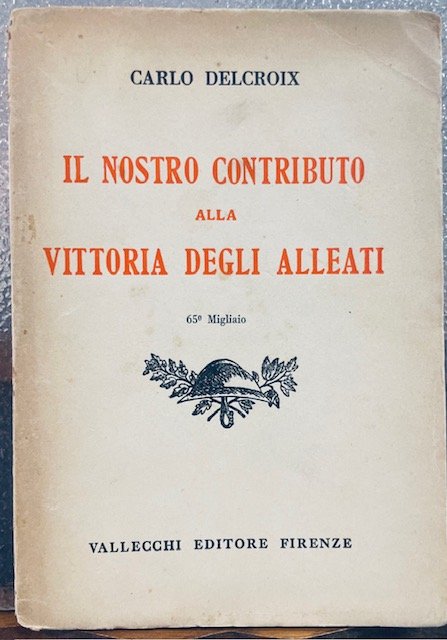 CARLO DELCROIX
IL NOSTRO CONTRIBUTO
ALLA
VITTORIA DEGLI ALLEATI
65º Migliaio
VALLECCHI EDITORE FIRENZE